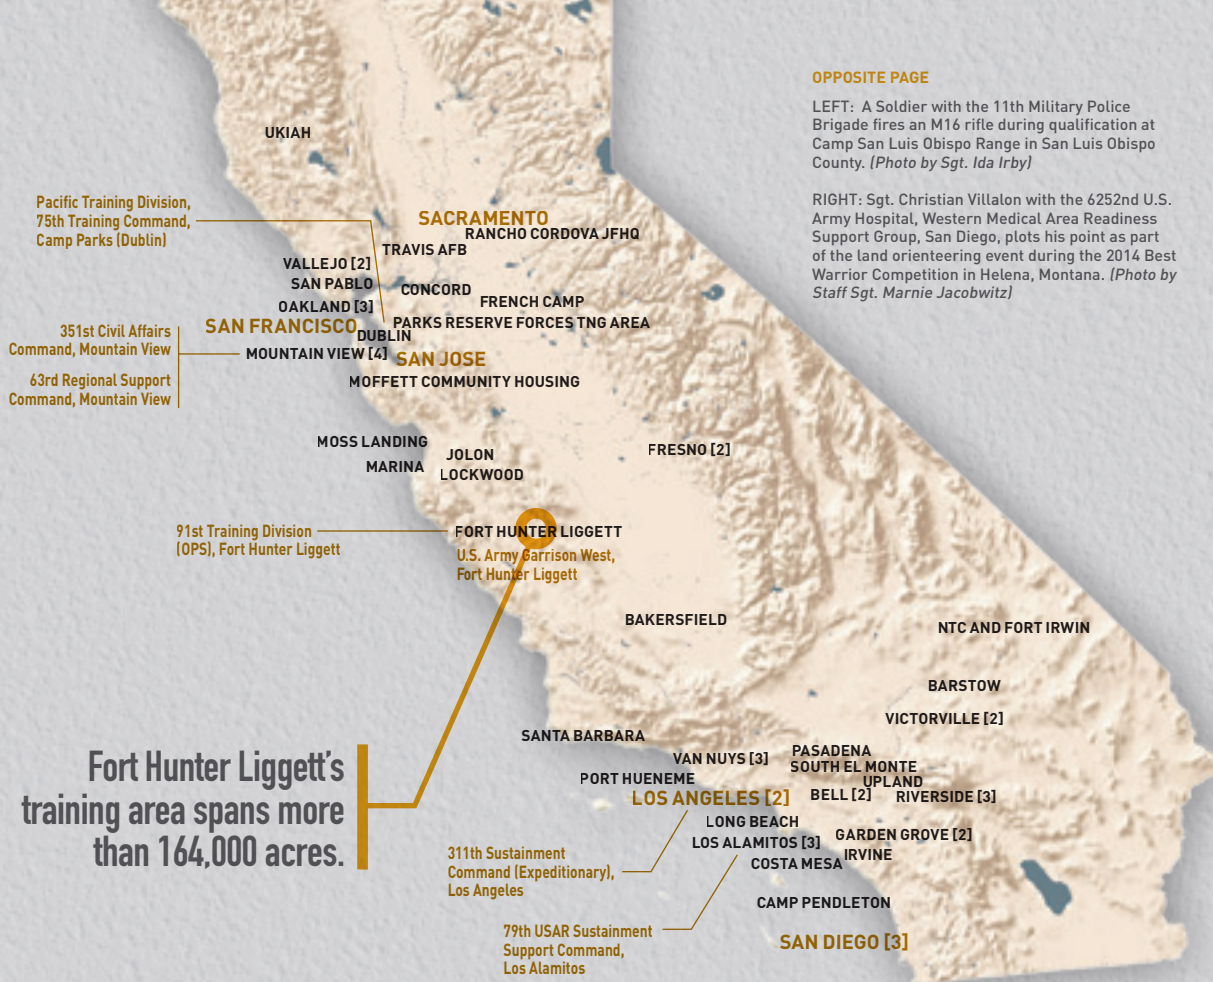 OPPOSITE PAGE
LEFT: A Soldier with the 11th Military Police
Brigade fires an M16 rifle during qualification at
Camp San Luis Obispo Range in San Luis Obispo
County. (Photo by Sgt. Ida Irby)
RIGHT: Sgt. Christian Villalon with the 6252nd U.S.
Army Hospital, Western Medical Area Readiness
Support Group, San Diego, plots his point as part
of the land orienteering event during the 2014 Best
Warrior Competition in Helena, Montana. (Photo by
Staff Sgt. Marnie Jacobwitz)
UKIAH
Pacific Training Division,
75th Training Command,
Camp Parks (Dublin)
SACRAMENTO
RANCHO CORDOVA JFHQ
TRAVIS AFB
VALLEJO [2]
SAN PABLO
CONCORD
OAKLAND [3]
FRENCH CAMP
SAN FRANCISCO
PARKS RESERVE FORCES TNG AREA
DUBLIN
351st Civil Affairs
Command, Mountain View
MOUNTAIN VIEW [4]
SAN JOSE
63rd Regional Support
Command, Mountain View
MOFFETT COMMUNITY HOUSING
MOSS LANDING
JOLON
FRESNO [2]
MARINA
LOCKWOOD
91st Training Division
(OPS), Fort Hunter Liggett
FORT HUNTER LIGGETT
U.S. Army Garrison West,
Fort Hunter Liggett
BAKERSFIELD
NTC AND FORT IRWIN
BARSTOW
VICTORVILLE [2]
SANTA BARBARA
VAN NUYS [3]
PASADENA
SOUTH EL MONTE
PORT HUENEME
UPLAND
LOS ANGELES [2]
BELL [2]
RIVERSIDE [3]
LONG BEACH
GARDEN GROVE [2]
LOS ALAMITOS [3]
IRVINE
COSTA MESA
Fort Hunter Liggett's
training area spans more
than 164,000 acres.
311th Sustainment
Command (Expeditionary),
Los Angeles
CAMP PENDLETON
79th USAR Sustainment
Support Command,
Los Alamitos
SAN DIEGO [3]